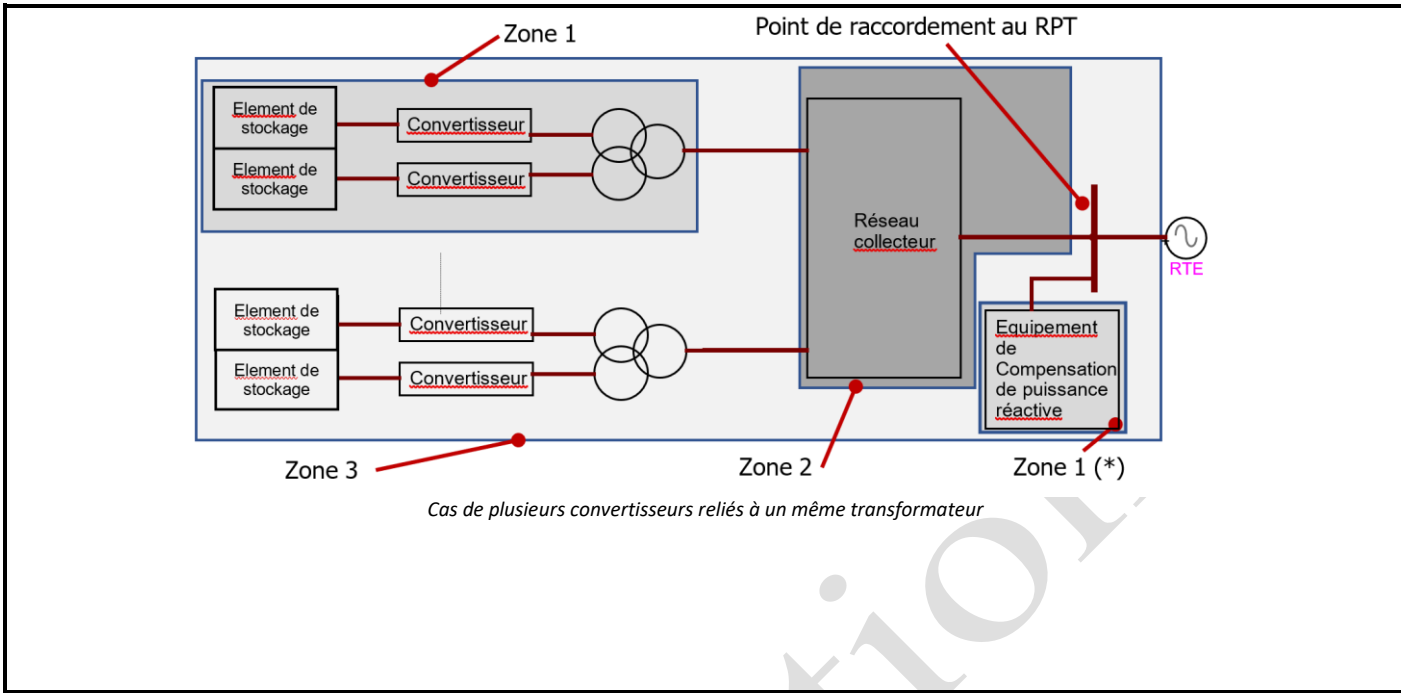 Zone 1
Point de raccordement au RPT
Element de
stockage
Convertisseur
Element de
stockage
Convertisseur
Réseau
collecteur
RTE
Element de
stockage
Convertisseur
Element de
stockage
Convertisseur
Equipement
de
Compensation
de puissance
réactive
Zone 3
Zone 2
Zone 1 (*)
Cas de plusieurs convertisseurs reliés à un même transformateur